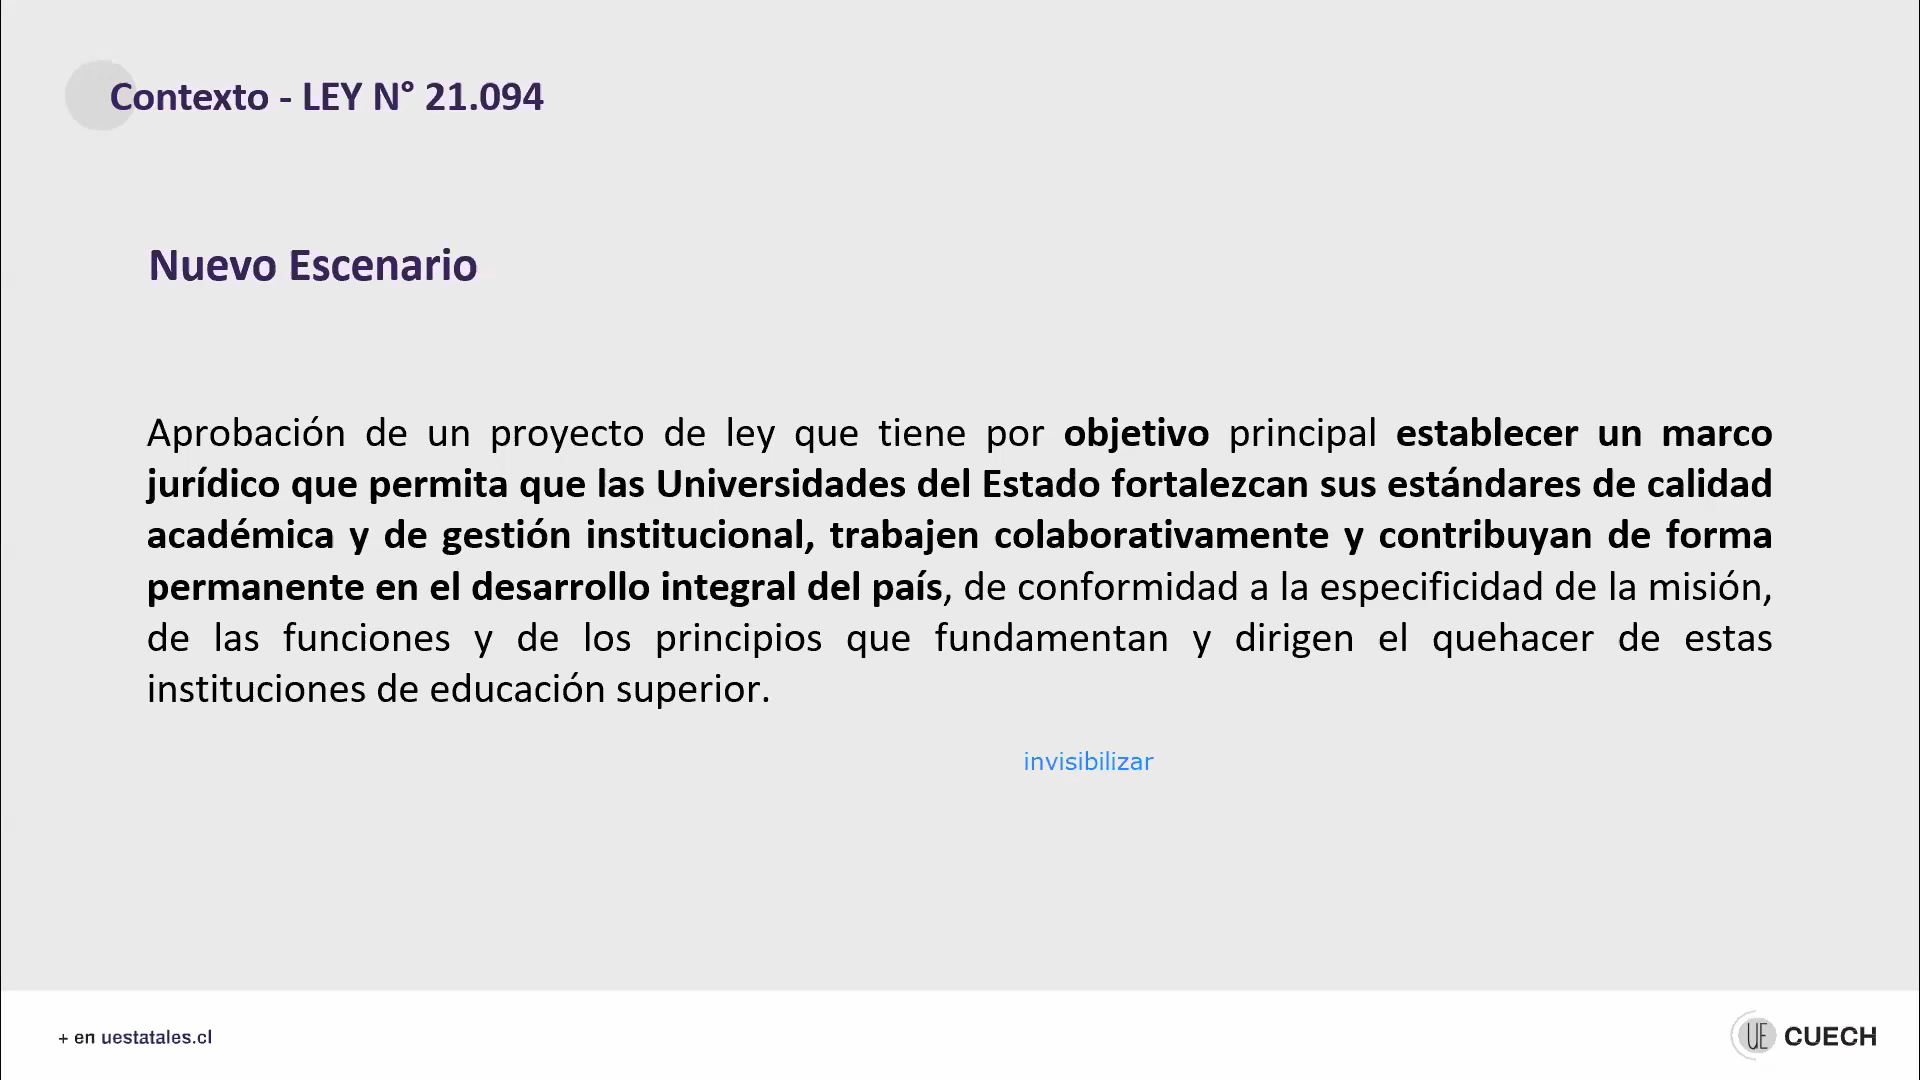 Contexto - LEY N° 21.094
Nuevo Escenario
Aprobación de un proyecto de ley que tiene por objetivo principal establecer un marco
jurídico que permita que las Universidades del Estado fortalezcan sus estándares de calidad
académica y de gestión institucional, trabajen colaborativamente y contribuyan de forma
permanente en el desarrollo integral del país, de conformidad a la especificidad de la misión,
de las funciones y de los principios que fundamentan y dirigen el quehacer de estas
instituciones de educación superior.
invisibilizar
+ en uestatales.cl
UE CUECH